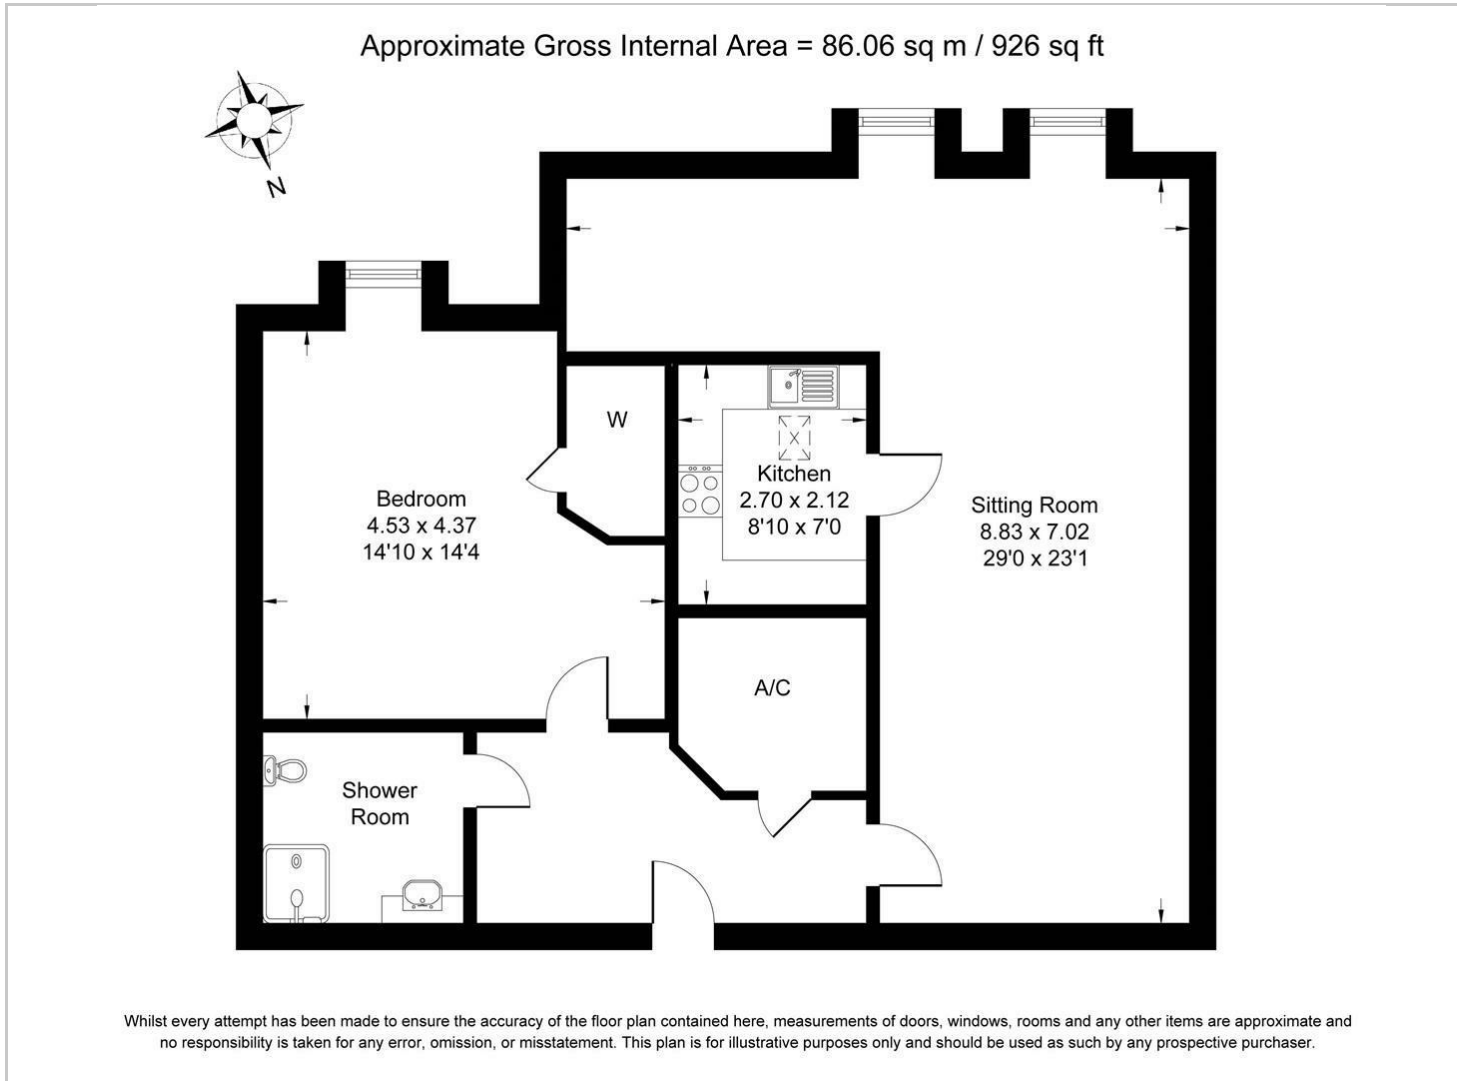 Approximate Gross Internal Area = 86.06 sq m / 926 sq ft
N
W
Kitchen
2.70 x 2.12
8'10 x 7'0
Bedroom
4.53 x 4.37
14'10 x 14'4
Sitting Room
8.83 x 7.02
29'0 x 23'1
A/C
Shower
Room
Whilst every attempt has been made to ensure the accuracy of the floor plan contained here, measurements of doors, windows, rooms and any other items are approximate and
no responsibility is taken for any error, omission, or misstatement. This plan is for illustrative purposes only and should be used as such by any prospective purchaser.